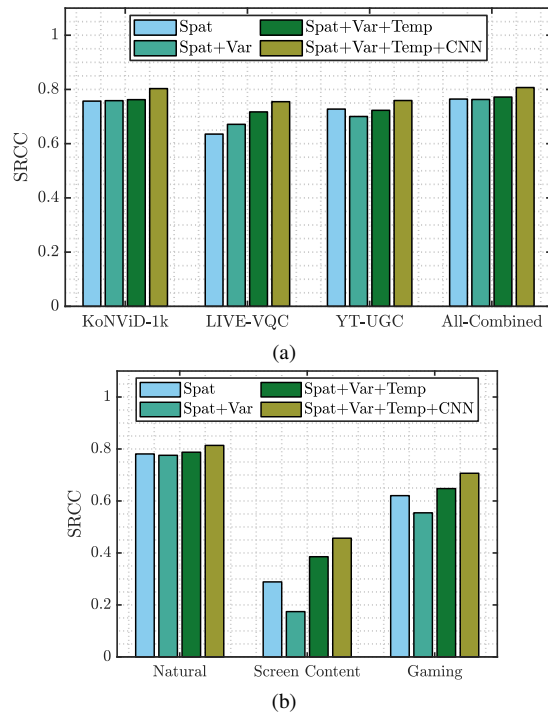 1
Spat Spat+Var+Temp
Spat+Var Spat+Var+Temp+CNN
0.8
0.6
SRCC
0.4
0.2
0
KoNViD-1k LIVE-VQC YT-UGC All-Combined
(a)
1
Spat Spat+Var+Temp
Spat+Var Spat+Var+Temp+CNN
0.8
0.6
SRCC
0.4
0.2
0
Natural Screen Content Gaming
(b)